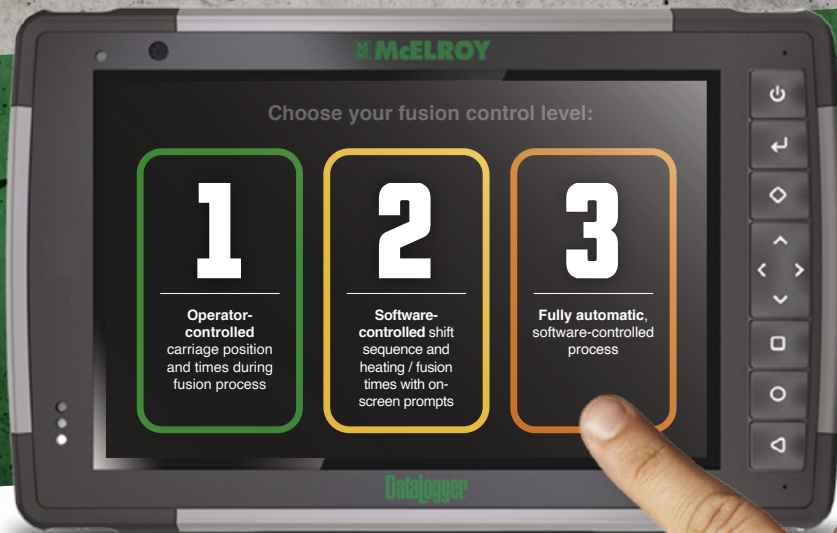 McELROY
Choose your fusion control level:
1
Operator-
controlled
carriage position
and times during
fusion process
2
Software-
controlled shift
sequence and
heating / fusion
times with on-
screen prompts
3
Fully automatic,
software-controlled
process
DataLogger